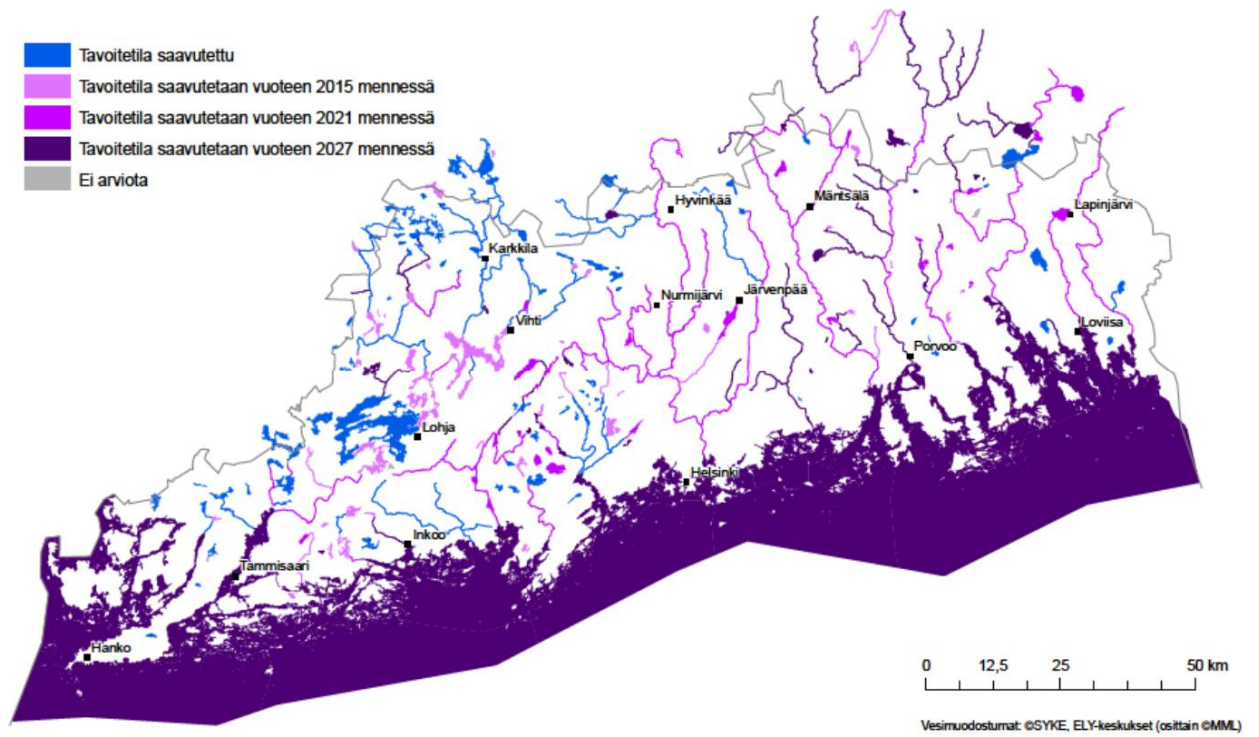 Tavoitetila saavutettu
Tavoitetila saavutetaan vuoteen 2015 mennessä
Tavoitetila saavutetaan vuoteen 2021 mennessä
Tavoitetila saavutetaan vuoteen 2027 mennessä
Ei arviota
Hyvinkää
Mäntsälä
Lapinjärvi
Karkkila
Nurmijärvi
Järvenpää
Vihti
Loviisa
Porvoo
Lohja
Helsinki
Inkoo
Tammisaari
Hanko
0 12,5 25 50 km
Vesimuodostumat: ©SYKE, ELY-keskukset (osittain ©MML)